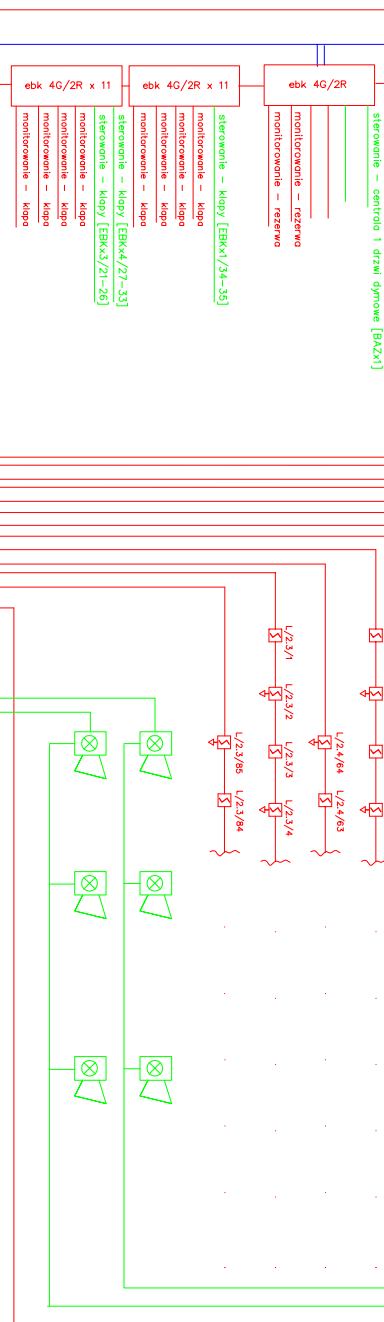 ebk 4G/2R x 11
ebk 4G/2R x 11
ebk 4G/2R
monitorowanie - klapa
monitorowanie - klapa
monitorowanie - klapa
monitorowanie - klapa
sterowanie - klapy [EBKx3/21-26]
sterowanie - klapy [EBKx4/27-33]
monitorowanie - klapa
monitorowanie - klapa
monitorowanie - klapa
monitorowanie - klapa
sterowanie - klapy [EBKx1/34-35]
monitorowanie - rezerwa
monitorowanie - rezerwa
sterowanie - centrala 1 drzwi dymowe [BAZx1]
L/2.3/1
L/2.3/2
L/2.3/85
L/2.3/3
L/2.4/64
L/2.3/84
L/2.3/4
L/2.4/63